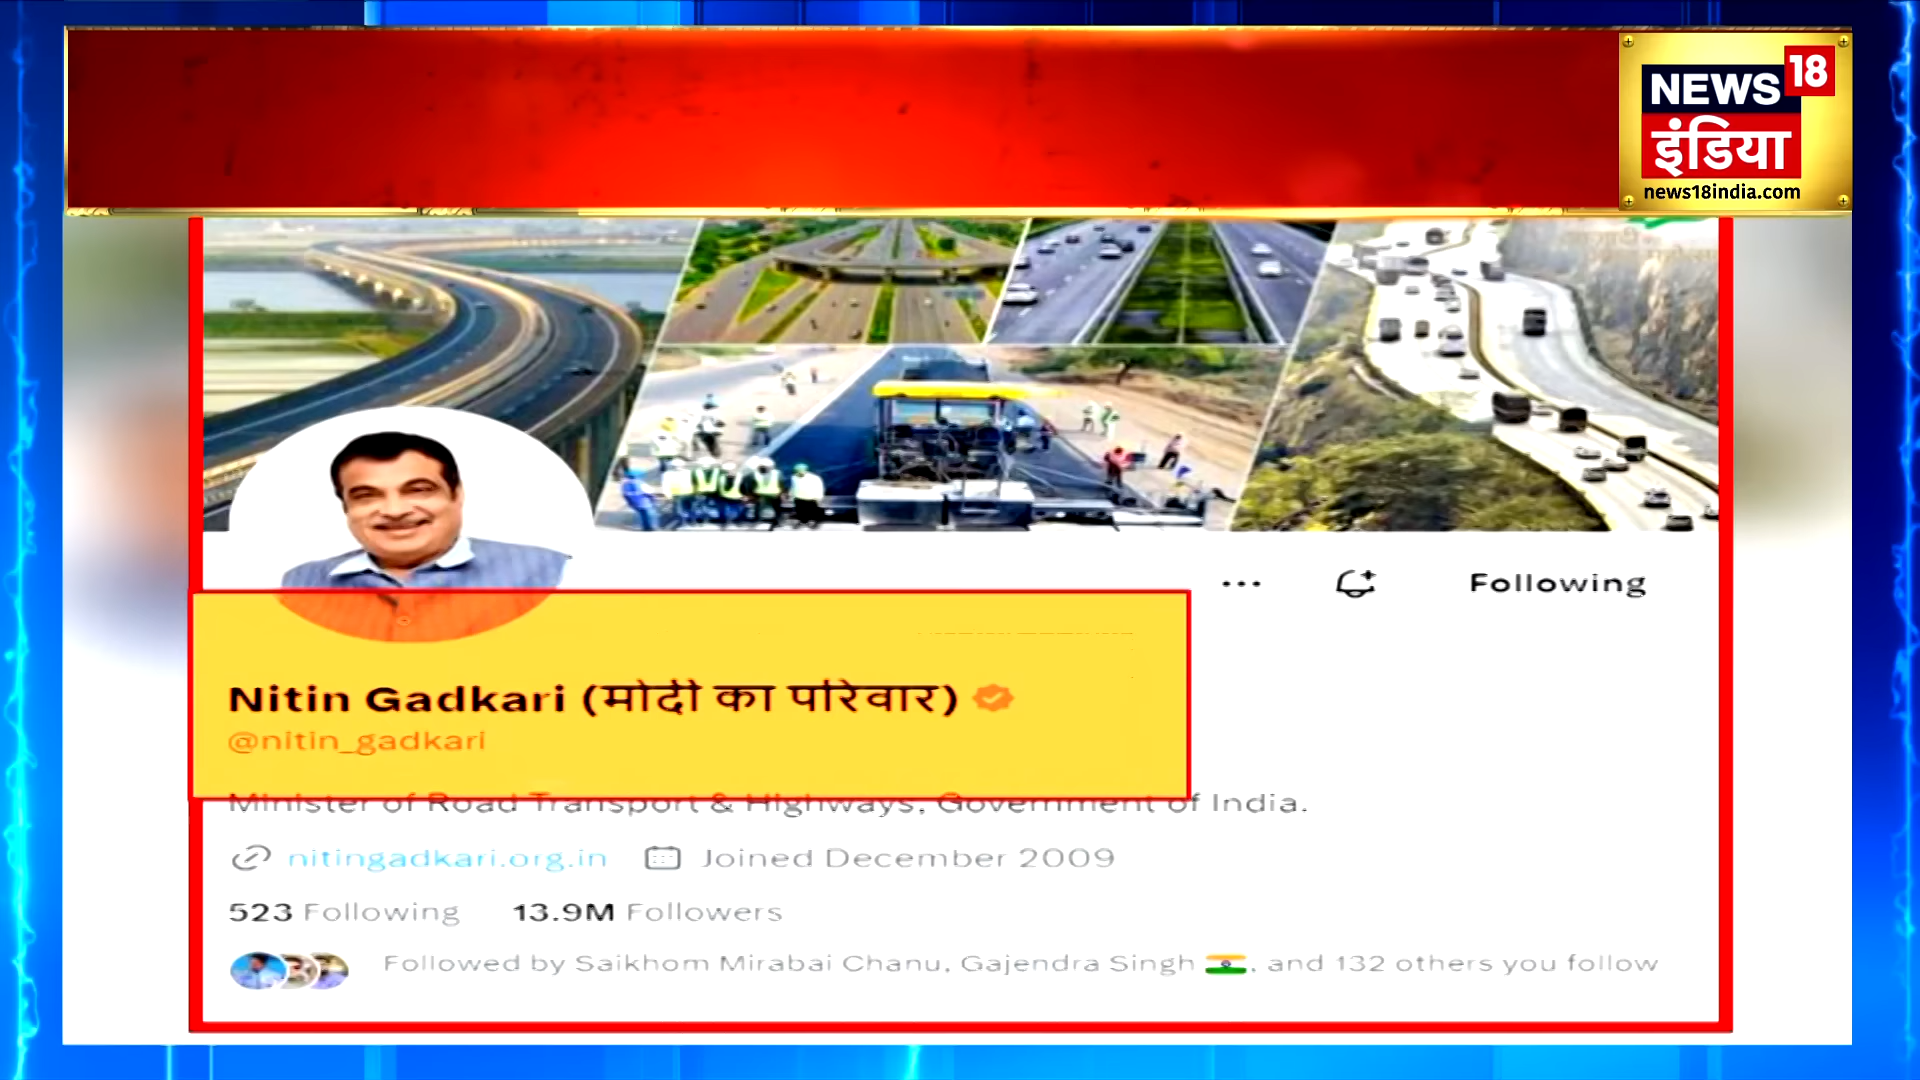 NEWS 18
इंडिया
news18india.com
Following
Nitin Gadkari (मोदी का परिवार)
@nitin_gadkari
Minister of Road Transport & Highways, Government of India.
nitingadkari.org.in Joined December 2009
523 Following 13.9M Followers
Followed by Saikhom Mirabai Chanu, Gajendra Singh, and 132 others you follow